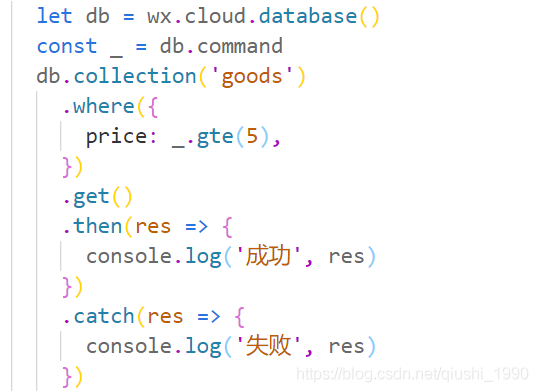 let db = wx.cloud.database()
const _ = db.command
db.collection('goods')
  .where({
    price: _.gte(5),
  })
  .get()
  .then(res => {
    console.log('成功', res)
  })
  .catch(res => {
    console.log('失败', res)
  })
https://blog.csdn.net/qiushi_1990